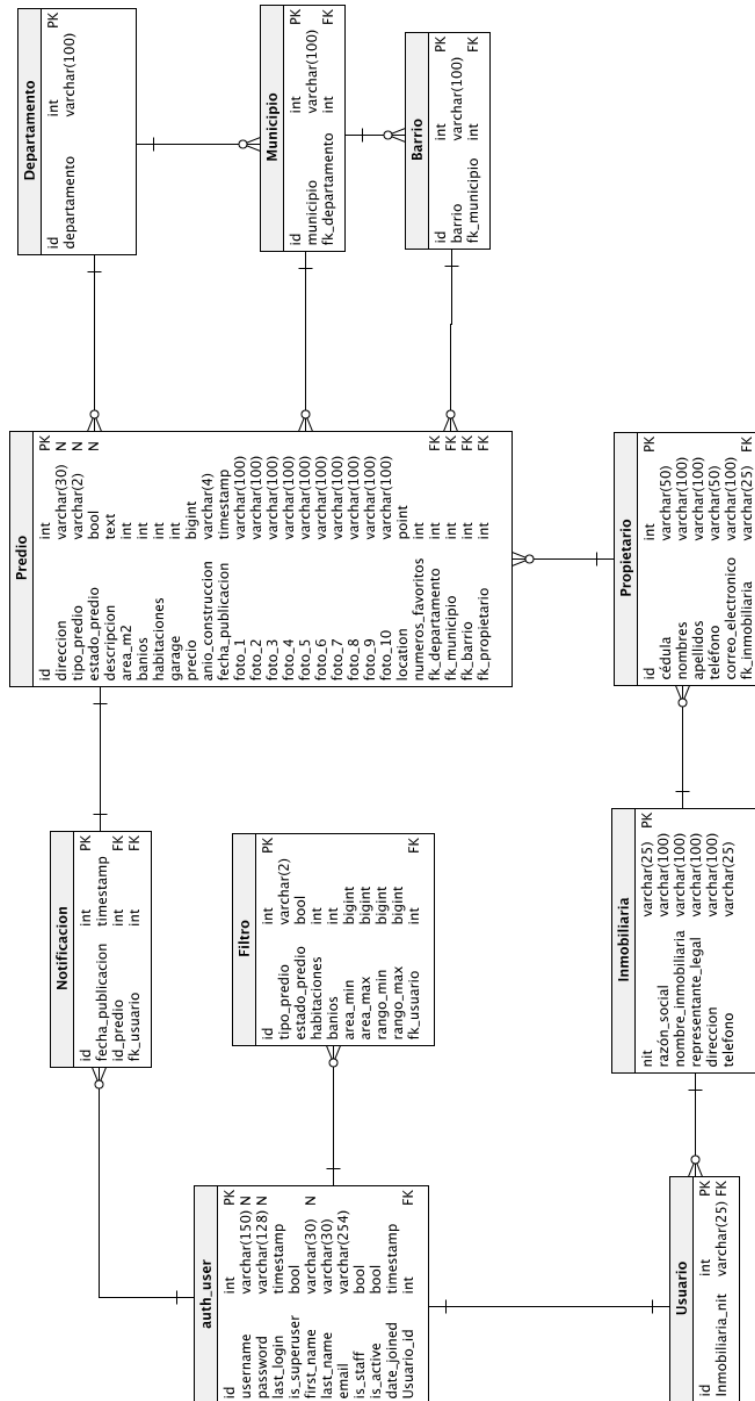 auth_user
id int PK
username varchar(150) N
password varchar(128) N
last_login timestamp
is_superuser bool
first_name varchar(30) N
last_name varchar(30)
email varchar(254)
is_staff bool
is_active bool
date_joined timestamp
Usuario_id int FK
Notificacion
id int PK
fecha_publicacion timestamp
id_predio int FK
fk_usuario int FK
Filtro
id int PK
tipo_predio varchar(2)
estado_predio bool
habitaciones int
banios int
area_min bigint
area_max bigint
rango_min bigint
rango_max bigint
fk_usuario int FK
Predio
id int PK
direccion varchar(30) N
tipo_predio varchar(2) N
estado_predio bool N
descripcion text
area_m2 int
banios int
habitaciones int
garage int
precio bigint
anio_construccion varchar(4)
fecha_publicacion timestamp
foto_1 varchar(100)
foto_2 varchar(100)
foto_3 varchar(100)
foto_4 varchar(100)
foto_5 varchar(100)
foto_6 varchar(100)
foto_7 varchar(100)
foto_8 varchar(100)
foto_9 varchar(100)
foto_10 varchar(100)
location point
numeros_favoritos int
fk_departamento int FK
fk_municipio int FK
fk_barrio int FK
fk_propietario int FK
Departamento
id int PK
departamento varchar(100)
Municipio
id int PK
municipio varchar(100)
fk_departamento int FK
Barrio
id int PK
barrio varchar(100)
fk_municipio int FK
Usuario
id int PK
Inmobiliaria_nit varchar(25) FK
Inmobiliaria
nit varchar(25) PK
razón_social varchar(100)
nombre_inmobiliaria varchar(100)
representante_legal varchar(100)
direccion varchar(100)
telefono varchar(25)
Propietario
id int PK
cédula varchar(50)
nombres varchar(100)
apellidos varchar(100)
teléfono varchar(50)
correo_electronico varchar(100)
fk_inmobiliaria varchar(25) FK